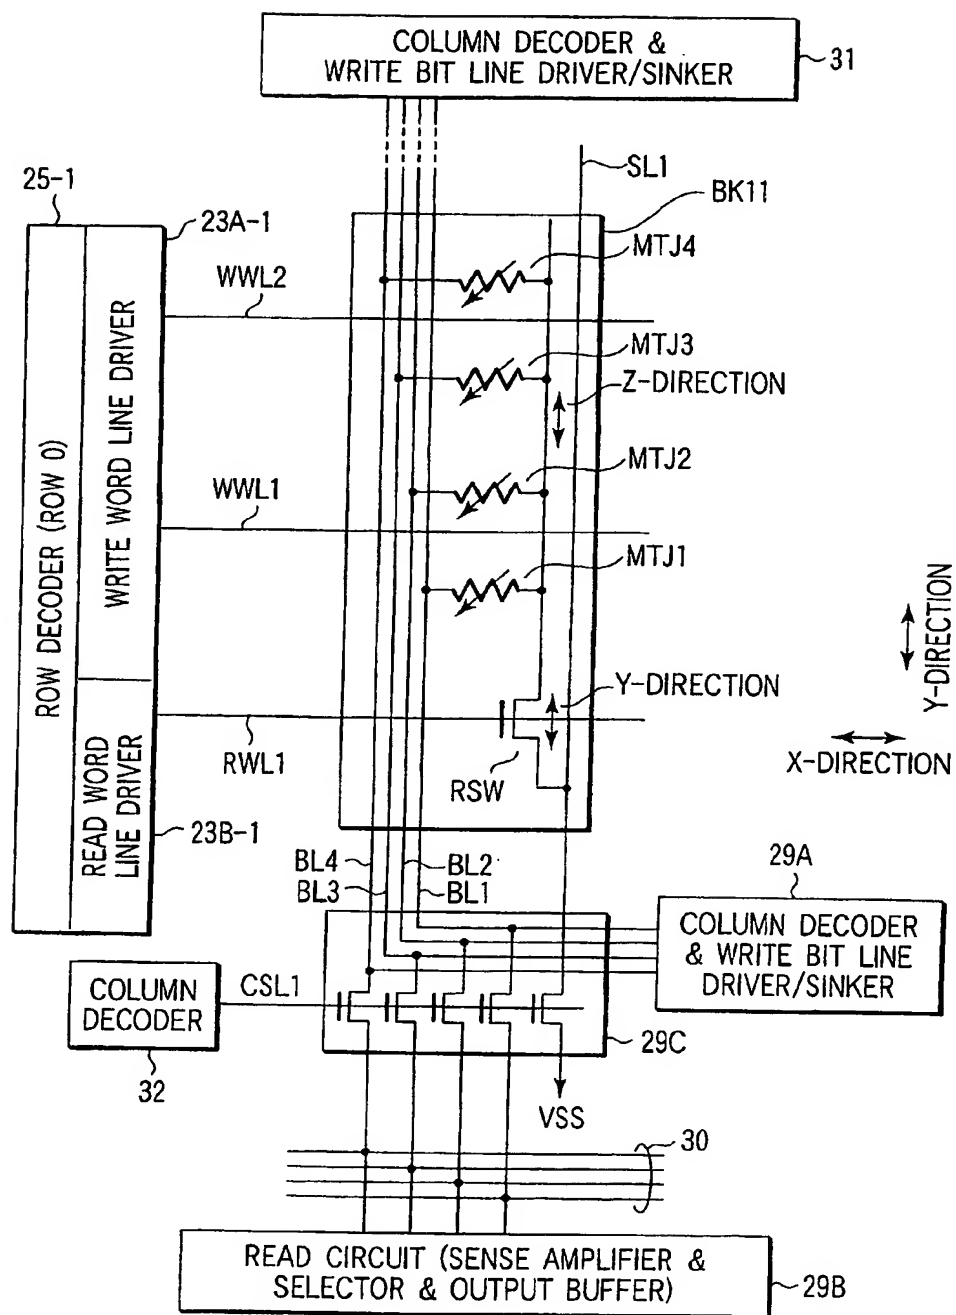 COLUMN DECODER &
WRITE BIT LINE DRIVER/SINKER
31
SL1
25-1
BK11
23A-1
MTJ4
WWL2
MTJ3
Z-DIRECTION
MTJ2
WWL1
MTJ1
ROW DECODER (ROW 0)
WRITE WORD LINE DRIVER
Y-DIRECTION
Y-DIRECTION
X-DIRECTION
RWL1
RSW
READ WORD
LINE DRIVER
23B-1
BL4
BL2
BL3
BL1
29A
COLUMN DECODER
& WRITE BIT LINE
DRIVER/SINKER
COLUMN
DECODER
CSL1
32
29C
VSS
30
READ CIRCUIT (SENSE AMPLIFIER &
SELECTOR & OUTPUT BUFFER)
29B